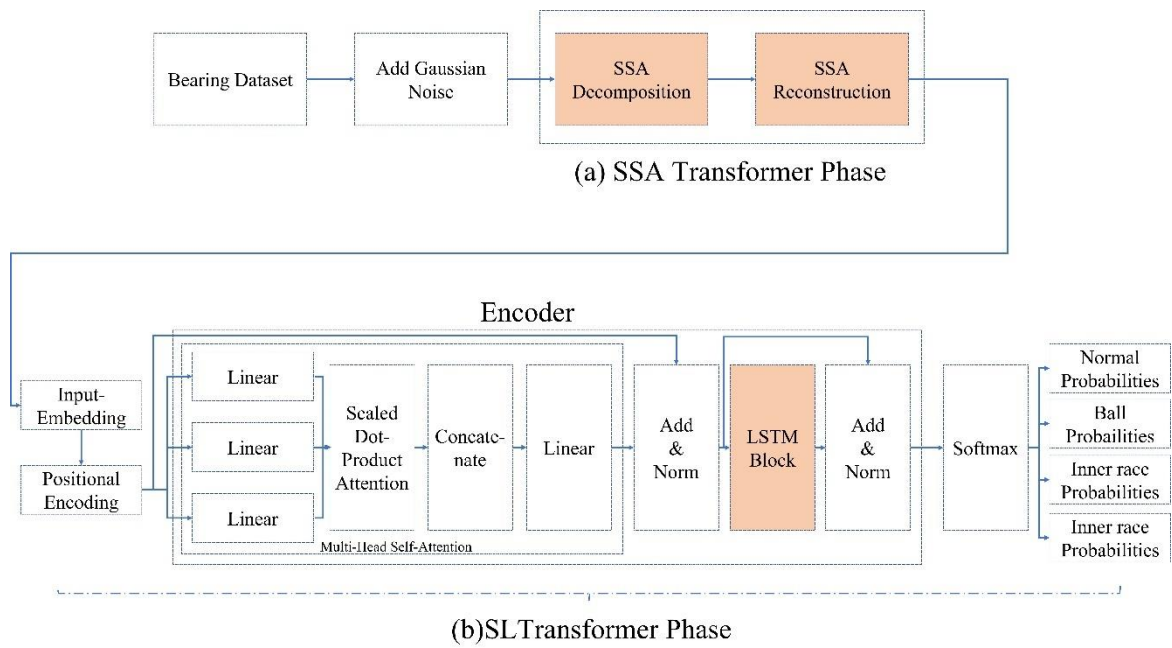 Bearing Dataset
Add Gaussian
Noise
SSA
Decomposition
SSA
Reconstruction
(a) SSA Transformer Phase
Encoder
Input-
Embedding
Positional
Encoding
Linear
Linear
Linear
Scaled
Dot-
Product
Attention
Concate-
nate
Linear
Multi-Head Self-Attention
Add
&
Norm
LSTM
Block
Add
&
Norm
Softmax
Normal
Probabilities
Ball
Probailities
Inner race
Probabilities
Inner race
Probabilities
(b)SLTransformer Phase